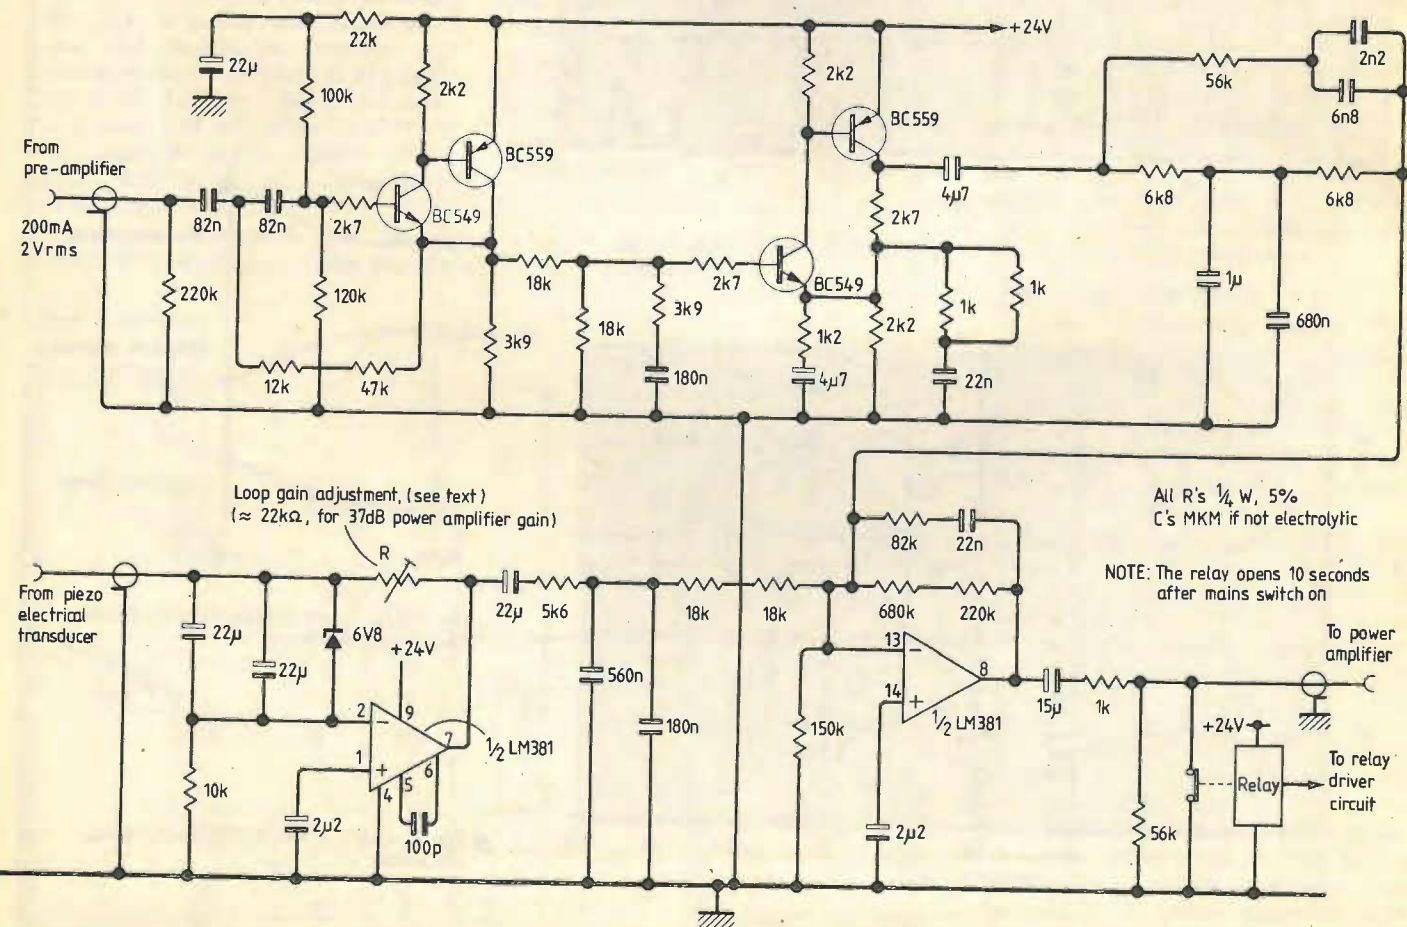 +24V
22k
22µ
100k
2k2
BC559
From
pre-amplifier
200mA
2Vrms
82n
82n
2k7
BC549
220k
120k
12k
47k
3k9
18k
18k
3k9
180n
2k7
BC549
2k2
BC559
4µ7
2k7
1k2
4µ7
2k2
1k
1k
22n
56k
2n2
6n8
6k8
6k8
1µ
680n
Loop gain adjustment, (see text)
(≈ 22kΩ, for 37dB power amplifier gain)
R
From piezo
electrical
transducer
22µ
22µ
6V8
+24V
2
9
7
1
6
5
4
½ LM381
10k
2µ2
100p
22µ
5k6
560n
180n
18k
18k
82k
22n
680k
220k
150k
13
14
8
½ LM381
2µ2
15µ
1k
56k
All R's ¼ W, 5%
C's MKM if not electrolytic
NOTE: The relay opens 10 seconds
after mains switch on
To power
amplifier
+24V
Relay
To relay
driver
circuit
-
+
-
+